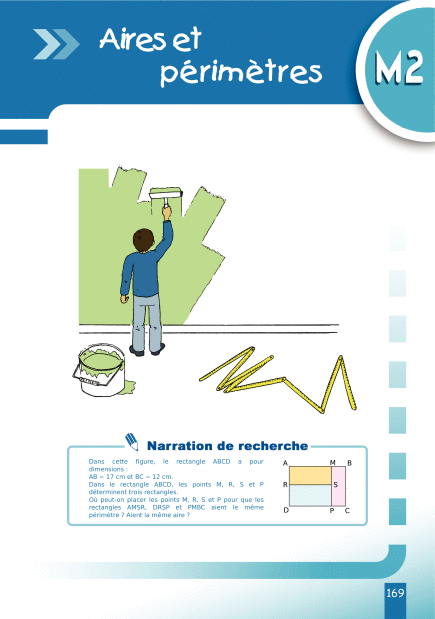 Aires et
périmètres
M2
Narration de recherche
Dans cette figure, le rectangle ABCD a pour
dimensions :
AB = 17 cm et BC = 12 cm.
Dans le rectangle ABCD, les points M, R, S et P
déterminent trois rectangles.
Où peut-on placer les points M, R, S et P pour que les
rectangles AMSR, DRSP et PMBC aient le même
périmètre ? Aient la même aire ?
A M B
R S
D P C
169